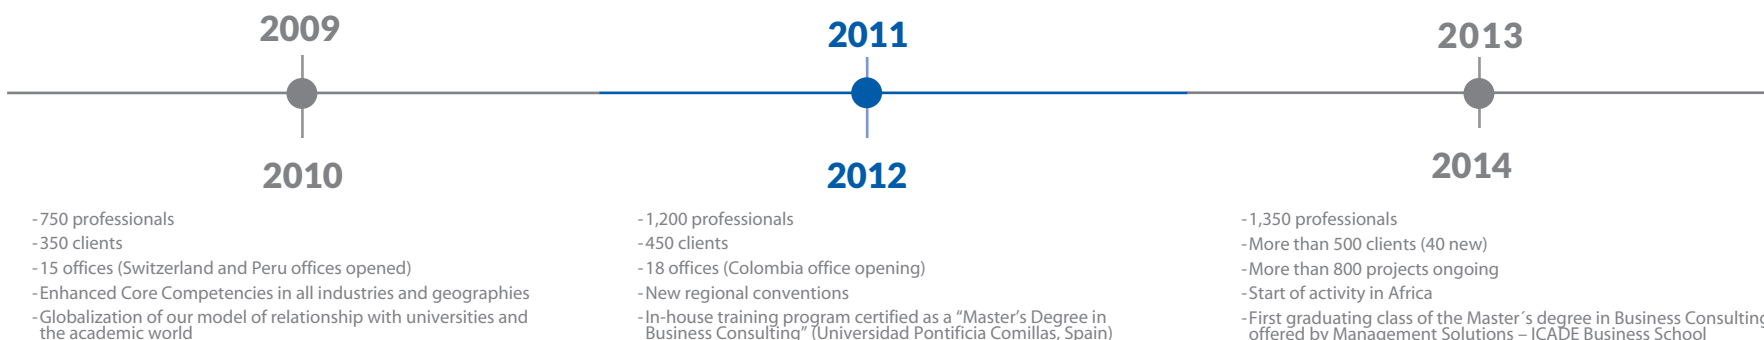 2009
2010
-750 professionals
-350 clients
-15 offices (Switzerland and Peru offices opened)
-Enhanced Core Competencies in all industries and geographies
-Globalization of our model of relationship with universities and
the academic world
2011
2012
-1,200 professionals
-450 clients
-18 offices (Colombia office opening)
-New regional conventions
-In-house training program certified as a “Master’s Degree in
Business Consulting” (Universidad Pontificia Comillas, Spain)
2013
2014
-1,350 professionals
-More than 500 clients (40 new)
-More than 800 projects ongoing
-Start of activity in Africa
-First graduating class of the Master´s degree in Business Consulting
offered by Management Solutions – ICADE Business School